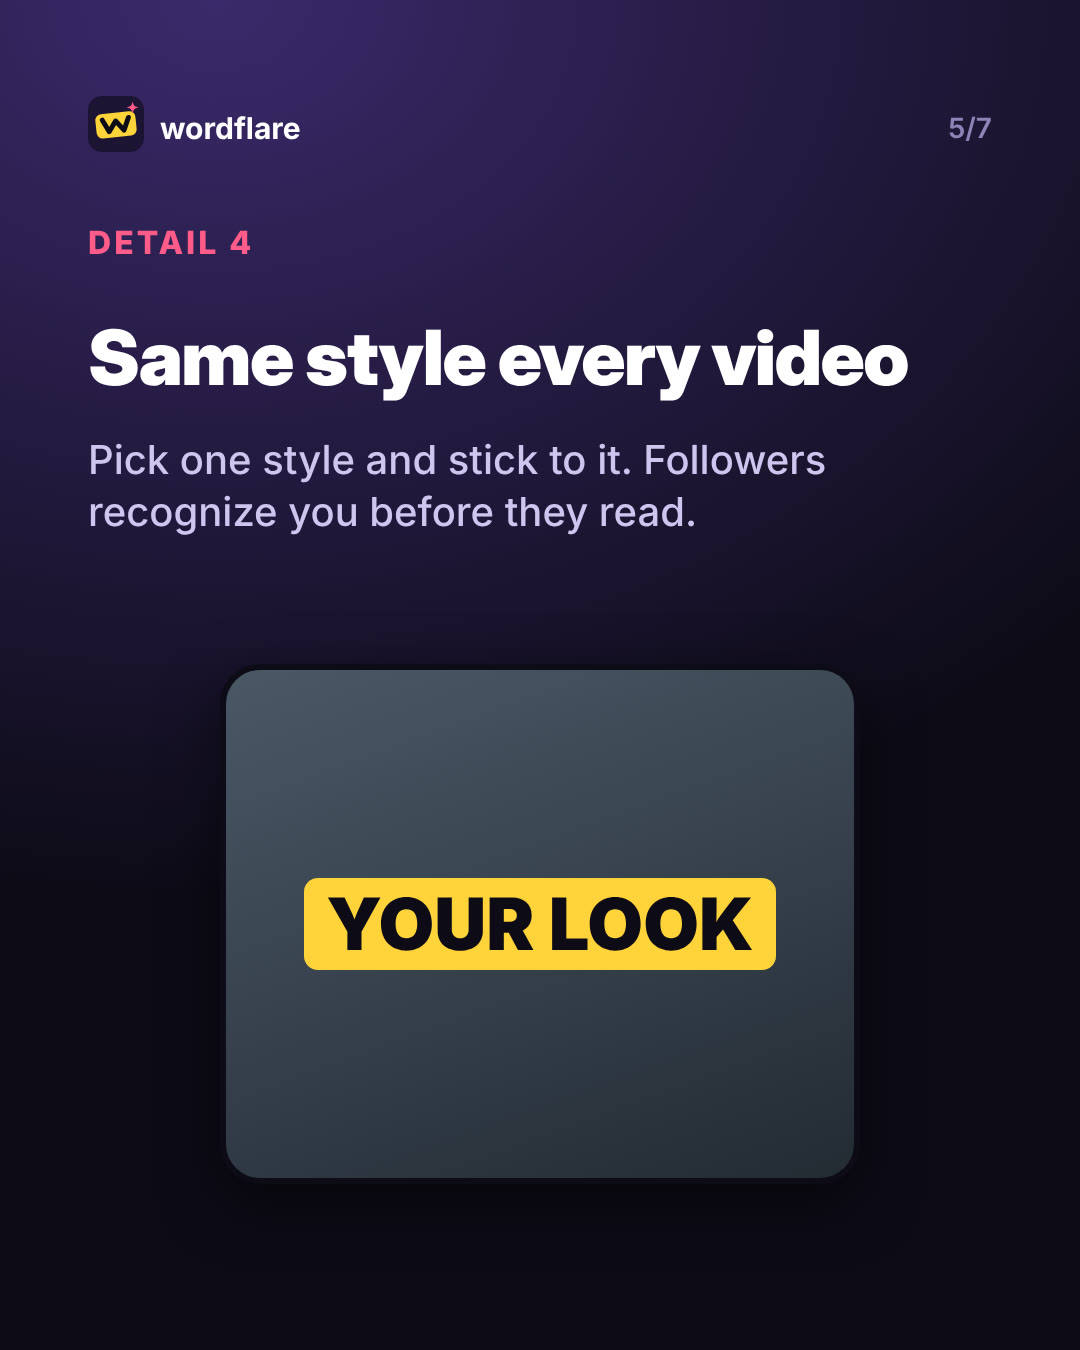 wordflare
5/7
DETAIL 4
Same style every video
Pick one style and stick to it. Followers
recognize you before they read.
YOUR LOOK